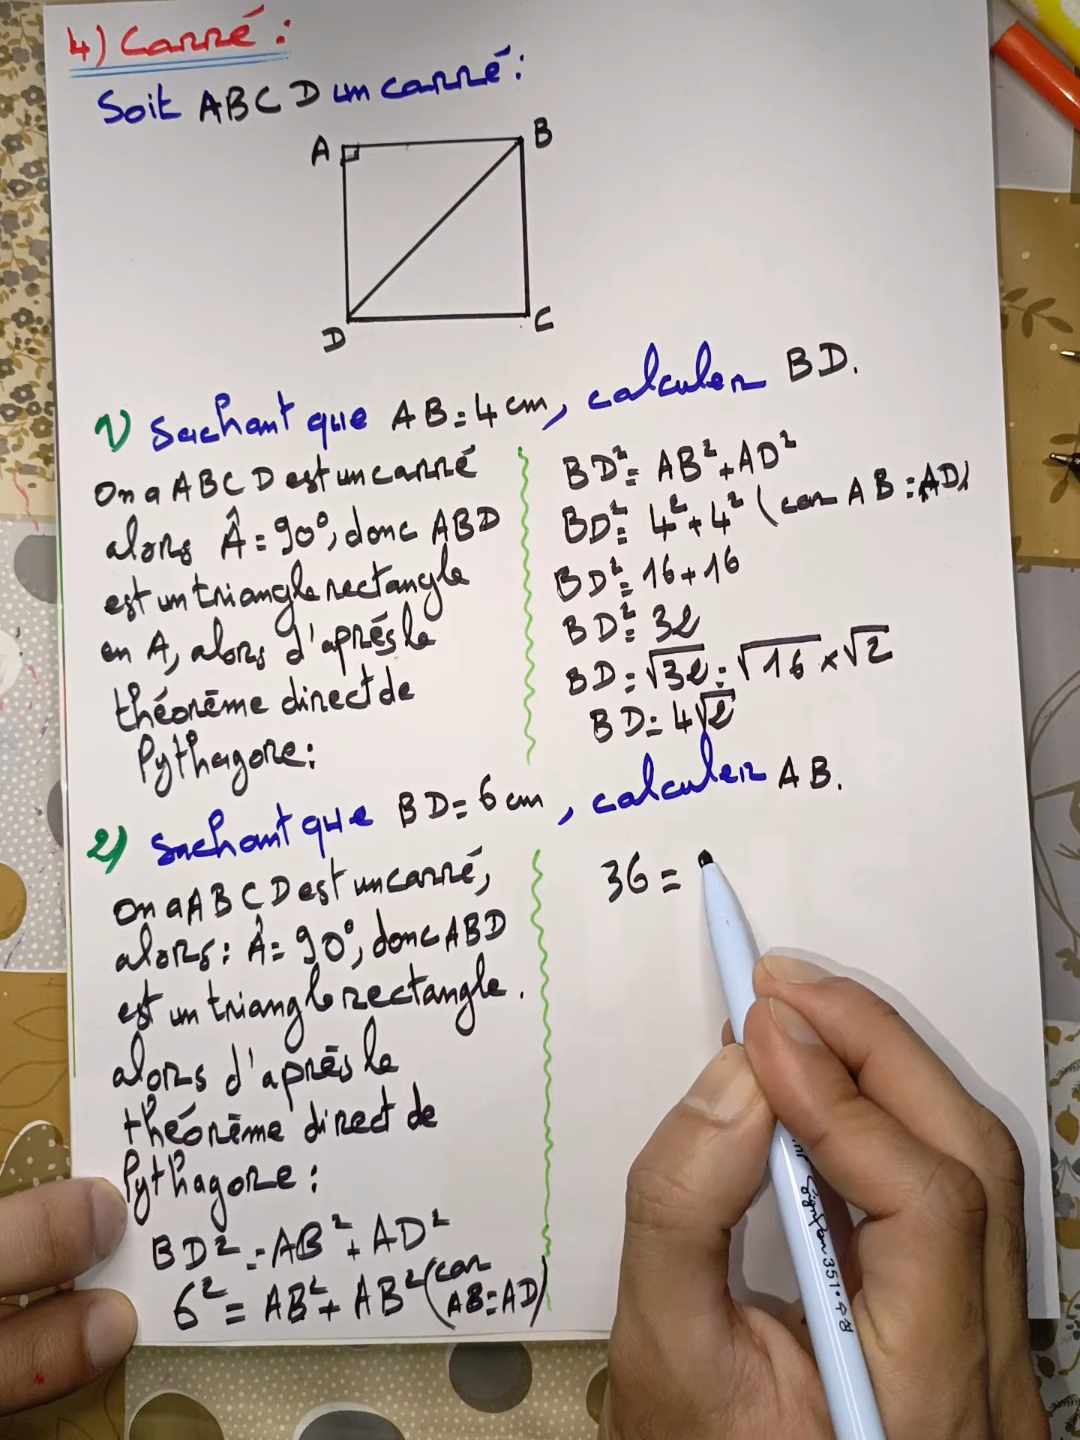 4) Carré:
Soit ABCD un carré:
A
B
D
C
1) Sachant que AB = 4 cm, calculer BD.
On a ABCD est un carré
alors Â = 90°, donc ABD
est un triangle rectangle
en A, alors d'après le
théorème direct de
Pythagore:
BD² = AB² + AD²
BD² = 4² + 4² (car AB = AD)
BD² = 16 + 16
BD² = 32
BD = √32 = √16 × √2
BD = 4√2
2) Sachant que BD = 6 cm, calculer AB.
On a ABCD est un carré,
alors: Â = 90°, donc ABD
est un triangle rectangle.
alors d'après le
théorème direct de
Pythagore:
BD² = AB² + AD²
6² = AB² + AB² (car
AB = AD)
36 =